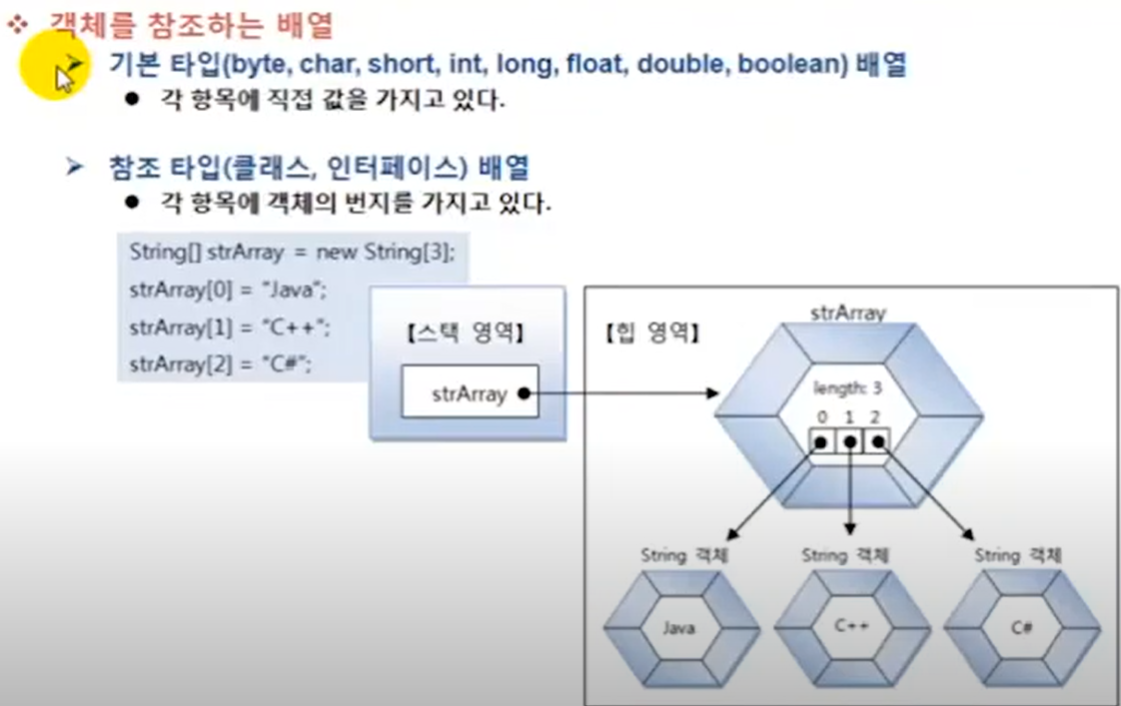 객체를 참조하는 배열
기본 타입(byte, char, short, int, long, float, double, boolean) 배열
각 항목에 직접 값을 가지고 있다.
참조 타입(클래스, 인터페이스) 배열
각 항목에 객체의 번지를 가지고 있다.
String[] strArray = new String[3];
strArray[0] = "Java";
strArray[1] = "C++";
strArray[2] = "C#";
【스택 영역】
strArray
【힙 영역】
strArray
length: 3
0 1 2
String 객체 String 객체 String 객체
Java C++ C#